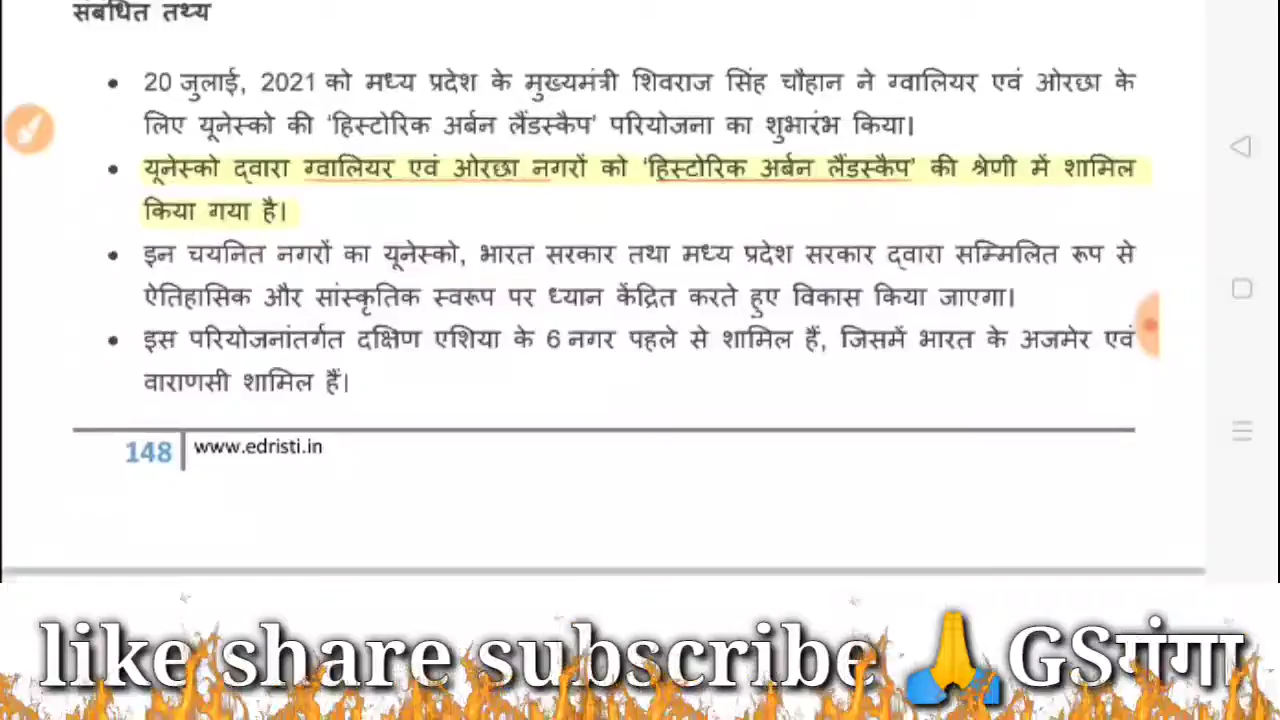 संबंधित तथ्य
• 20 जुलाई, 2021 को मध्य प्रदेश के मुख्यमंत्री शिवराज सिंह चौहान ने ग्वालियर एवं ओरछा के
लिए यूनेस्को की 'हिस्टोरिक अर्बन लैंडस्कैप' परियोजना का शुभारंभ किया।
• यूनेस्को द्वारा ग्वालियर एवं ओरछा नगरों को 'हिस्टोरिक अर्बन लैंडस्कैप' की श्रेणी में शामिल
किया गया है।
• इन चयनित नगरों का यूनेस्को, भारत सरकार तथा मध्य प्रदेश सरकार द्वारा सम्मिलित रूप से
ऐतिहासिक और सांस्कृतिक स्वरूप पर ध्यान केंद्रित करते हुए विकास किया जाएगा।
• इस परियोजनांतर्गत दक्षिण एशिया के 6 नगर पहले से शामिल हैं, जिसमें भारत के अजमेर एवं
वाराणसी शामिल हैं।
148 www.edristi.in
like share subscribe 🙏 GSगंगा